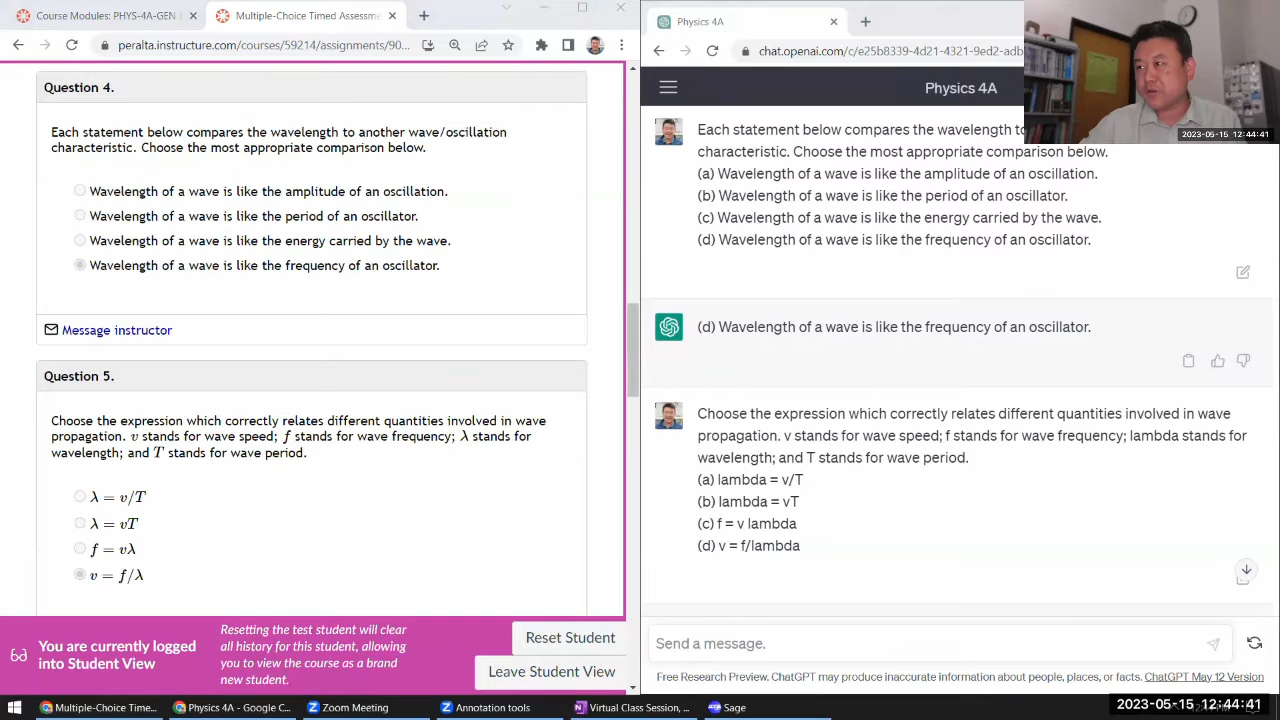 Course Modules: PHYS-4A-GEN
Multiple-Choice Timed Assessme
peralta.instructure.com/courses/59214/assignments/90...
Question 4.
Each statement below compares the wavelength to another wave/oscillation
characteristic. Choose the most appropriate comparison below.
Wavelength of a wave is like the amplitude of an oscillation.
Wavelength of a wave is like the period of an oscillator.
Wavelength of a wave is like the energy carried by the wave.
Wavelength of a wave is like the frequency of an oscillator.
Message instructor
Question 5.
Choose the expression which correctly relates different quantities involved in wave
propagation. v stands for wave speed; f stands for wave frequency; λ stands for
wavelength; and T stands for wave period.
λ = v/T
λ = vT
f = vλ
v = f/λ
You are currently logged
into Student View
Resetting the test student will clear
all history for this student, allowing
you to view the course as a brand
new student.
Reset Student
Leave Student View
Physics 4A
chat.openai.com/c/e25b8339-4d21-4321-9ed2-adb
Physics 4A
2023-05-15 12:44:41
Each statement below compares the wavelength to
characteristic. Choose the most appropriate comparison below.
(a) Wavelength of a wave is like the amplitude of an oscillation.
(b) Wavelength of a wave is like the period of an oscillator.
(c) Wavelength of a wave is like the energy carried by the wave.
(d) Wavelength of a wave is like the frequency of an oscillator.
(d) Wavelength of a wave is like the frequency of an oscillator.
Choose the expression which correctly relates different quantities involved in wave
propagation. v stands for wave speed; f stands for wave frequency; lambda stands for
wavelength; and T stands for wave period.
(a) lambda = v/T
(b) lambda = vT
(c) f = v lambda
(d) v = f/lambda
Send a message.
Free Research Preview. ChatGPT may produce inaccurate information about people, places, or facts. ChatGPT May 12 Version
Multiple-Choice Time...
Physics 4A - Google C...
Zoom Meeting
Annotation tools
Virtual Class Session, ...
Sage
2023-05-15 12:44:41